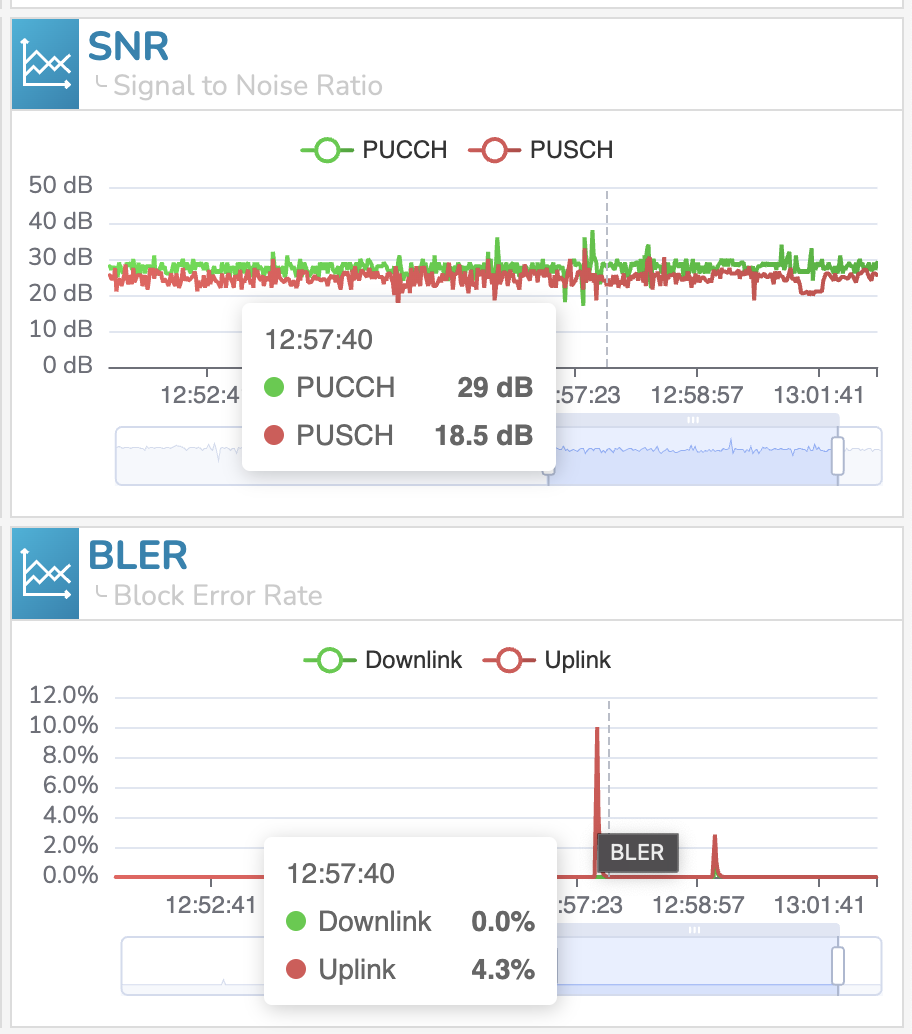 SNR
Signal to Noise Ratio
PUCCH PUSCH
50 dB
40 dB
30 dB
20 dB
10 dB
0 dB
12:52:4 :57:23 12:58:57 13:01:41
12:57:40
PUCCH 29 dB
PUSCH 18.5 dB
BLER
Block Error Rate
Downlink Uplink
12.0%
10.0%
8.0%
6.0%
4.0%
2.0%
0.0%
BLER
12:52:41 :57:23 12:58:57 13:01:41
12:57:40
Downlink 0.0%
Uplink 4.3%